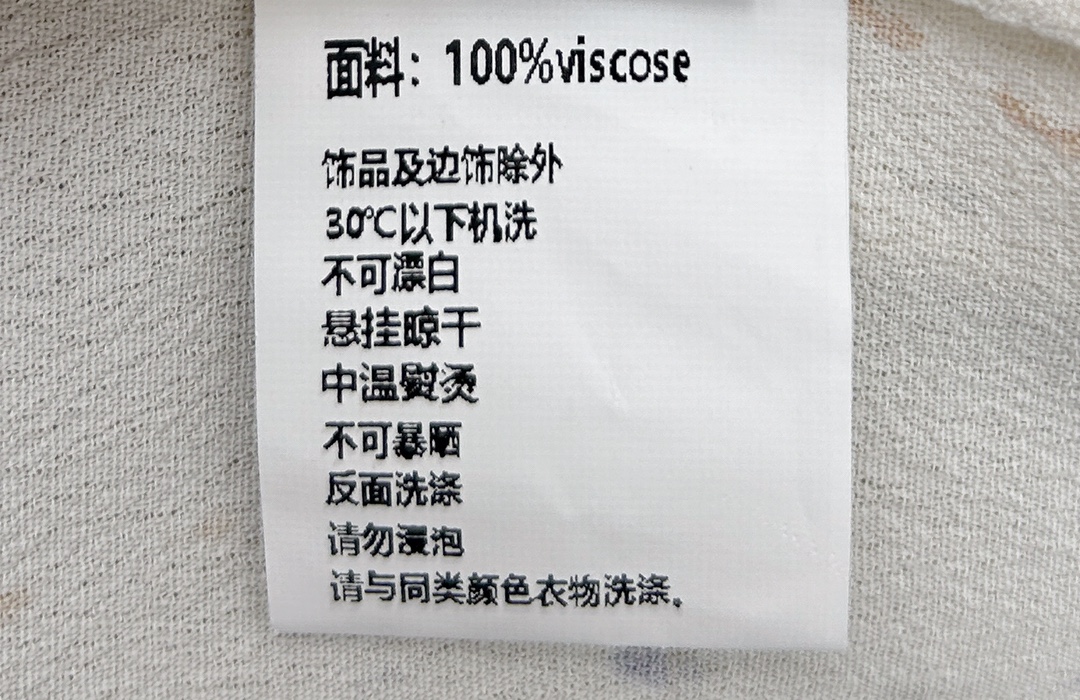 面料：100%viscose
饰品及边饰除外
30℃以下机洗
不可漂白
悬挂晾干
中温熨烫
不可暴晒
反面洗涤
请勿浸泡
请与同类颜色衣物洗涤。